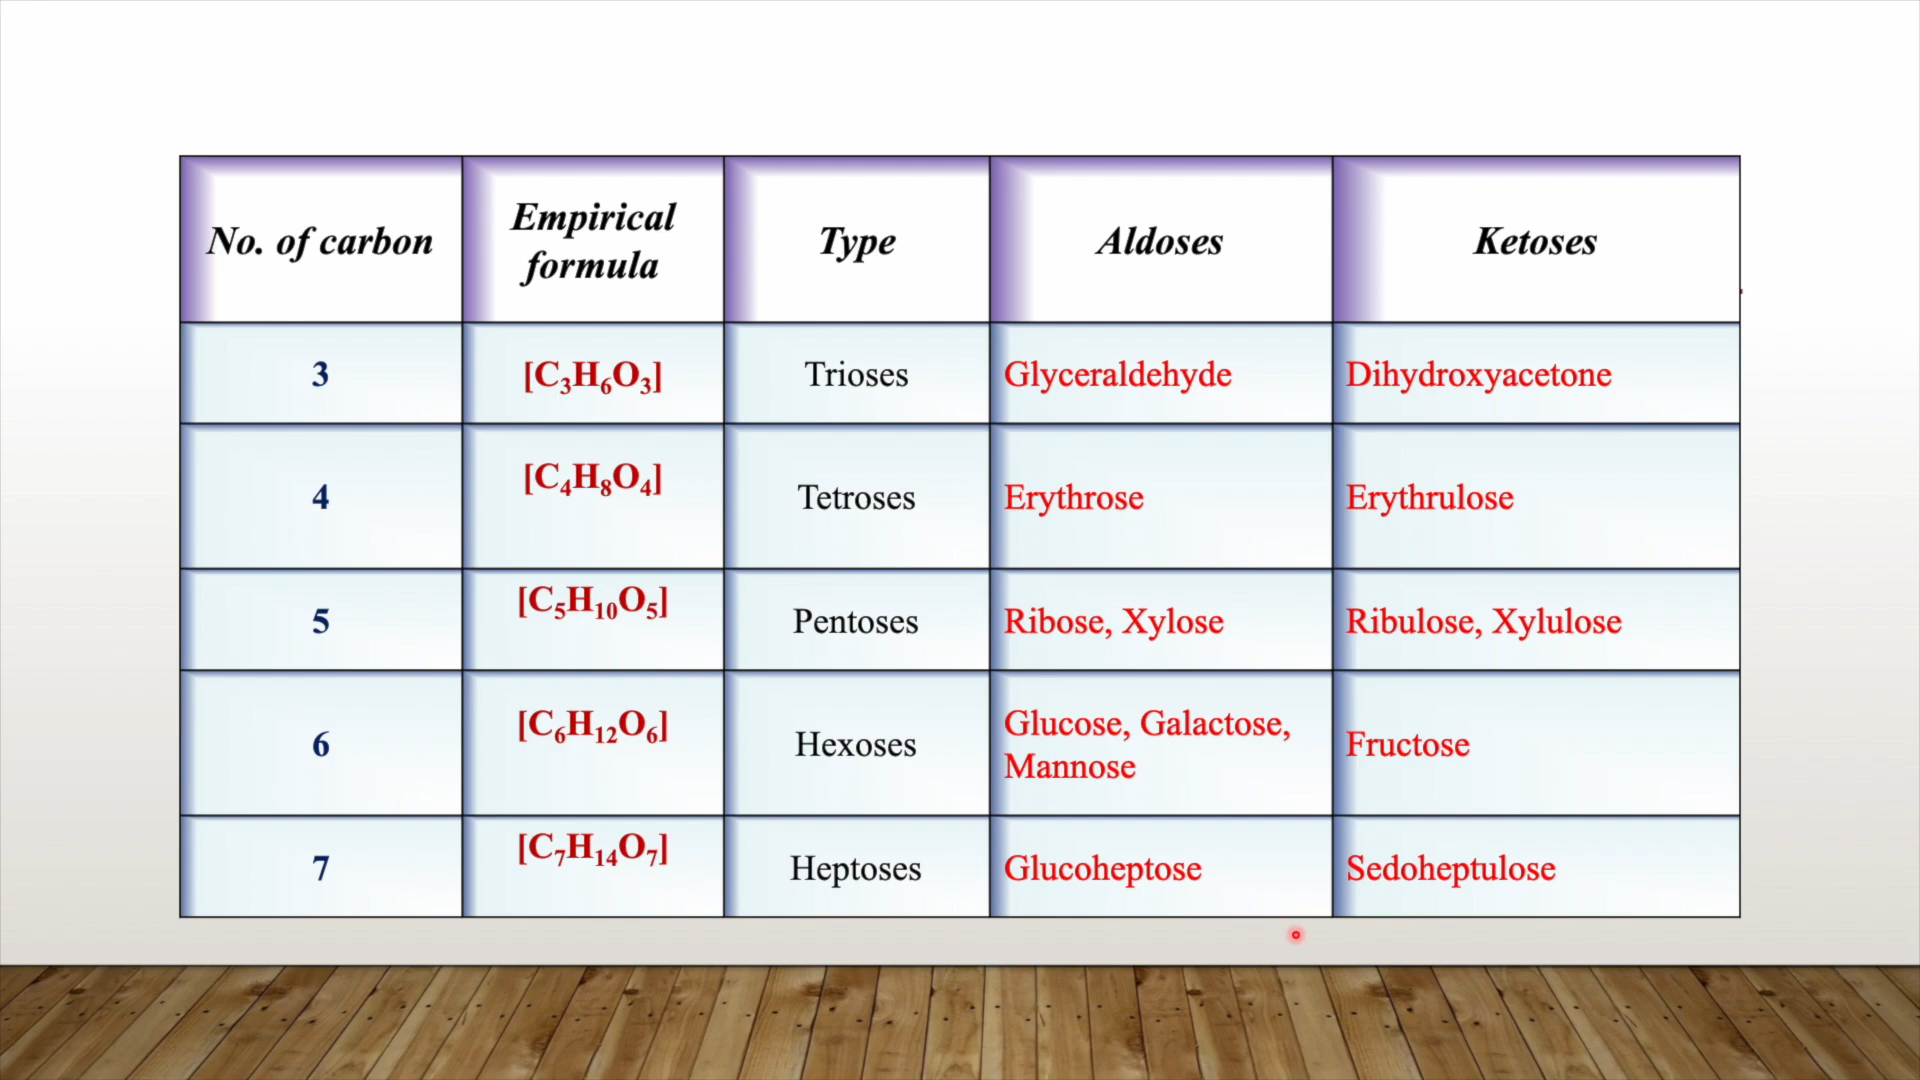 No. of carbon
Empirical
formula
Type
Aldoses
Ketoses
3
[C₃H₆O₃]
Trioses
Glyceraldehyde
Dihydroxyacetone
4
[C₄H₈O₄]
Tetroses
Erythrose
Erythrulose
5
[C₅H₁₀O₅]
Pentoses
Ribose, Xylose
Ribulose, Xylulose
6
[C₆H₁₂O₆]
Hexoses
Glucose, Galactose,
Mannose
Fructose
7
[C₇H₁₄O₇]
Heptoses
Glucoheptose
Sedoheptulose